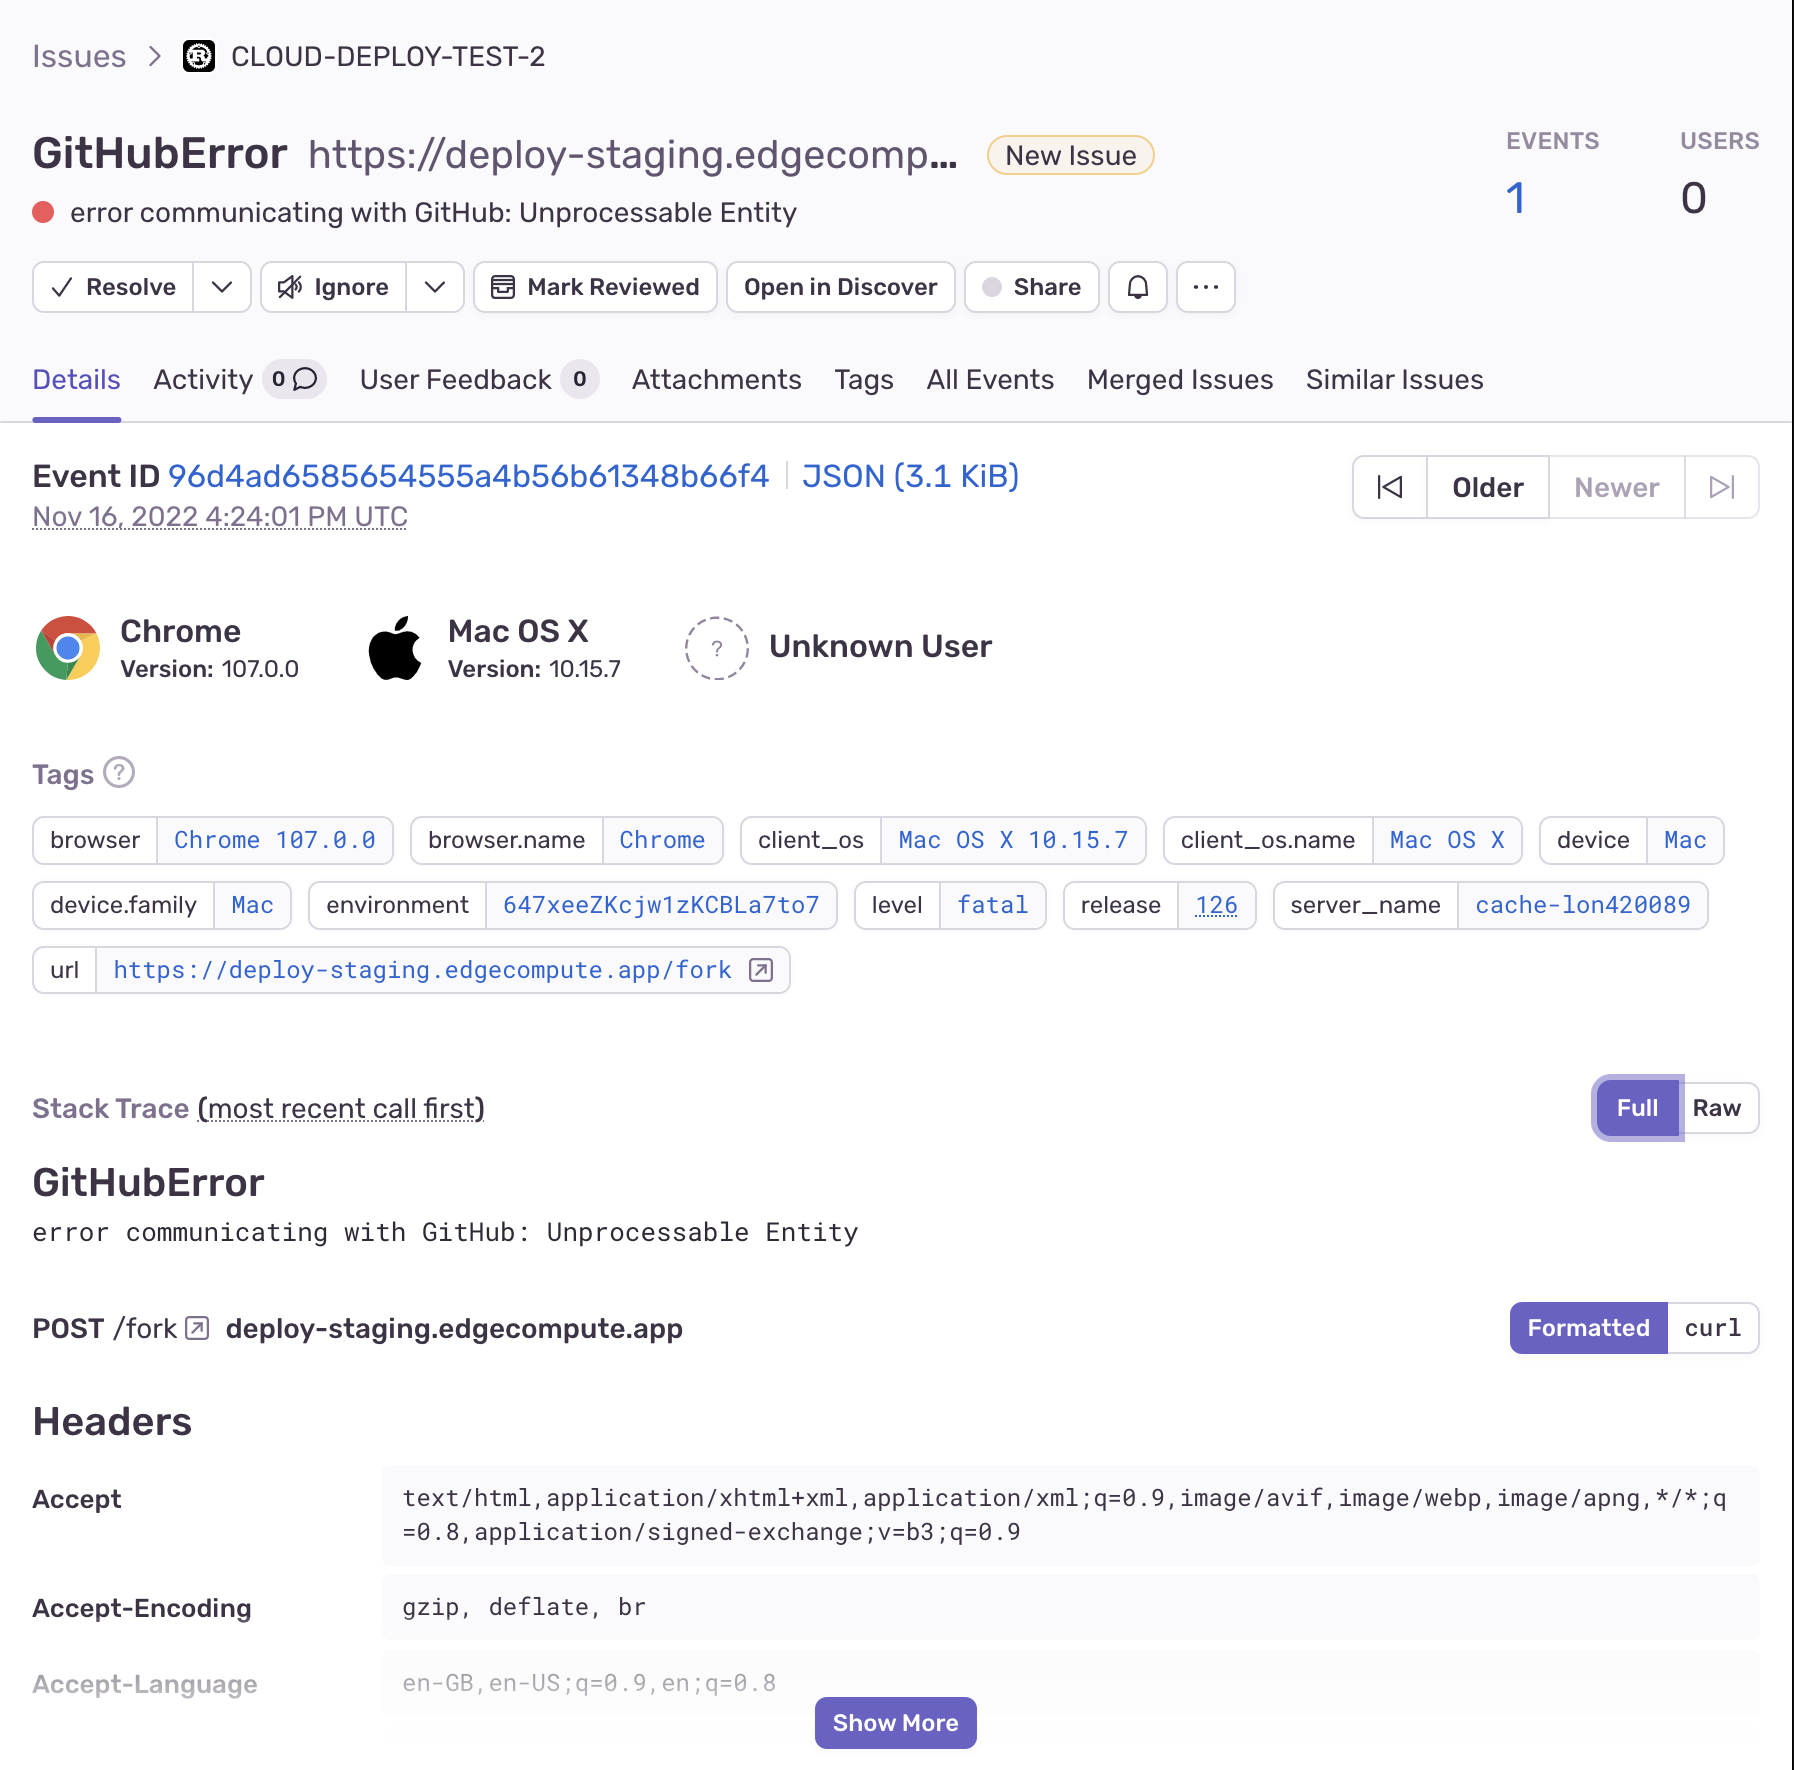 Issues > CLOUD-DEPLOY-TEST-2
GitHubError https://deploy-staging.edgecomp... New Issue
EVENTS USERS
1 0
error communicating with GitHub: Unprocessable Entity
Resolve Ignore Mark Reviewed Open in Discover Share ...
Details Activity 0 User Feedback 0 Attachments Tags All Events Merged Issues Similar Issues
Event ID 96d4ad6585654555a4b56b61348b66f4 JSON (3.1 KiB)
Nov 16, 2022 4:24:01 PM UTC
Older Newer
Chrome
Version: 107.0.0
Mac OS X
Version: 10.15.7
? Unknown User
Tags ?
browser Chrome 107.0.0 browser.name Chrome client_os Mac OS X 10.15.7 client_os.name Mac OS X device Mac
device.family Mac environment 647xeeZKcjw1zKCBLa7to7 level fatal release 126 server_name cache-lon420089
url https://deploy-staging.edgecompute.app/fork
Stack Trace (most recent call first) Full Raw
GitHubError
error communicating with GitHub: Unprocessable Entity
POST /fork deploy-staging.edgecompute.app Formatted curl
Headers
Accept text/html,application/xhtml+xml,application/xml;q=0.9,image/avif,image/webp,image/apng,*/*;q
=0.8,application/signed-exchange;v=b3;q=0.9
Accept-Encoding gzip, deflate, br
Accept-Language en-GB,en-US;q=0.9,en;q=0.8
Show More